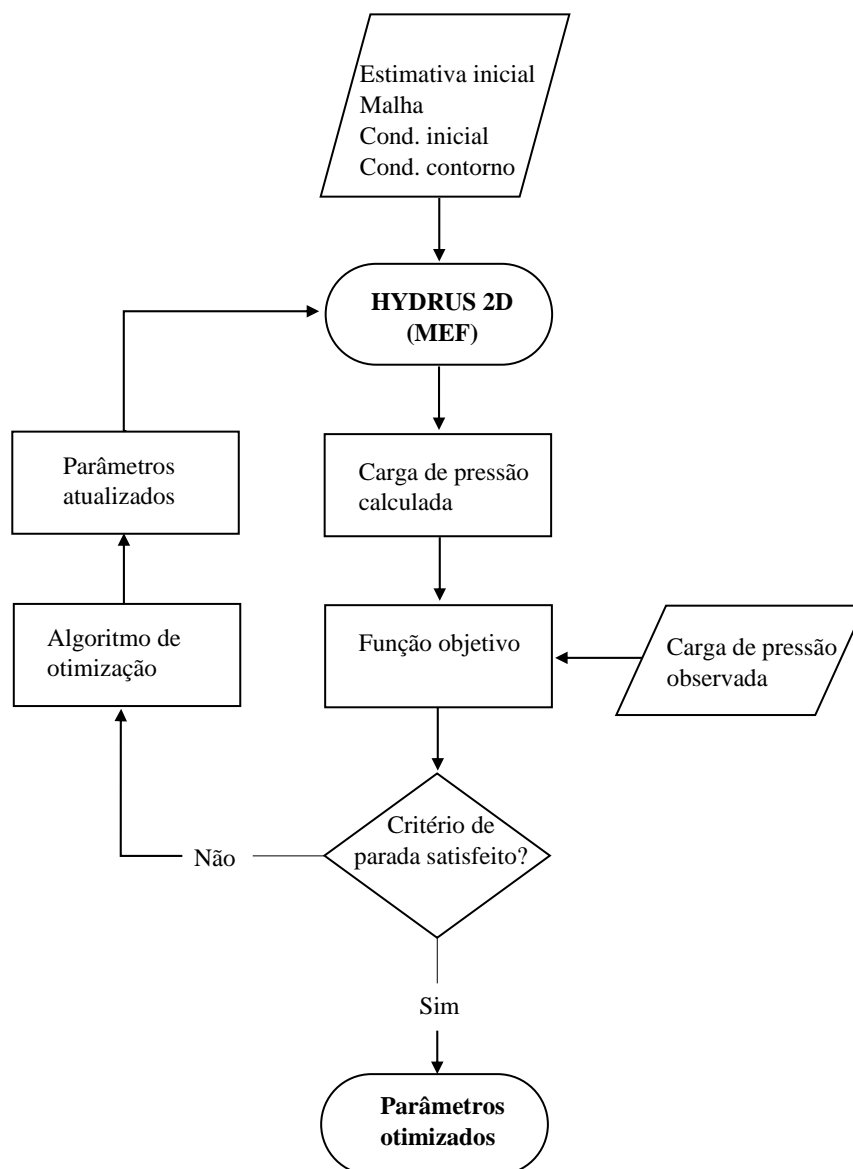 Estimativa inicial
Malha
Cond. inicial
Cond. contorno
HYDRUS 2D
(MEF)
Parâmetros
atualizados
Carga de pressão
calculada
Algoritmo de
otimização
Função objetivo
Carga de pressão
observada
Critério de
parada satisfeito?
Não
Sim
Parâmetros
otimizados